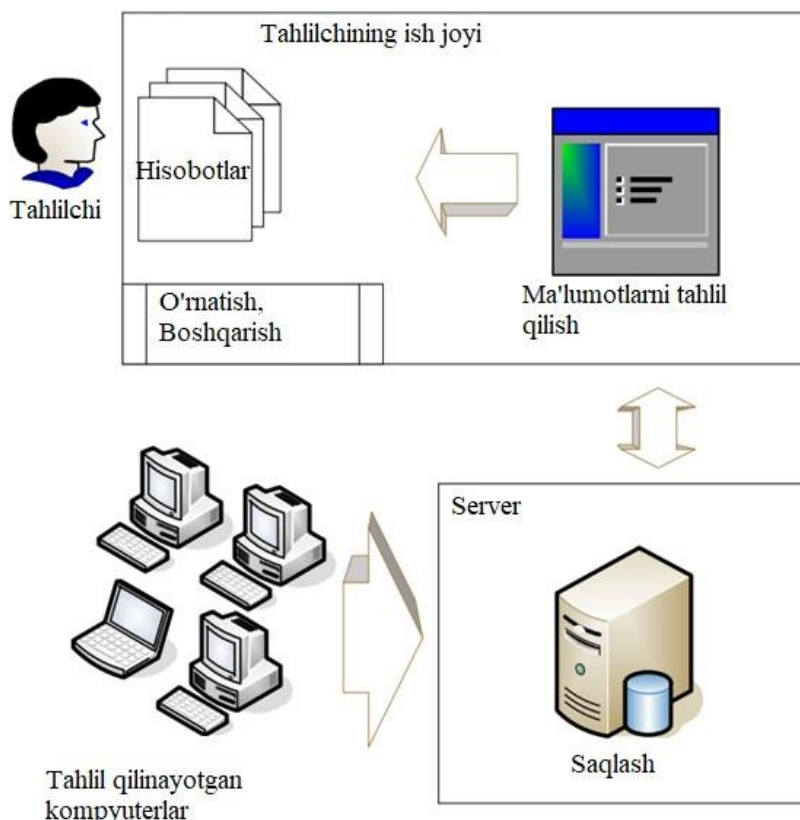 Tahlilchining ish joyi
Hisobotlar
Tahlilchi
O'rnatish,
Boshqarish
Ma'lumotlarni tahlil
qilish
Server
Saqlash
Tahlil qilinayotgan
kompyuterlar